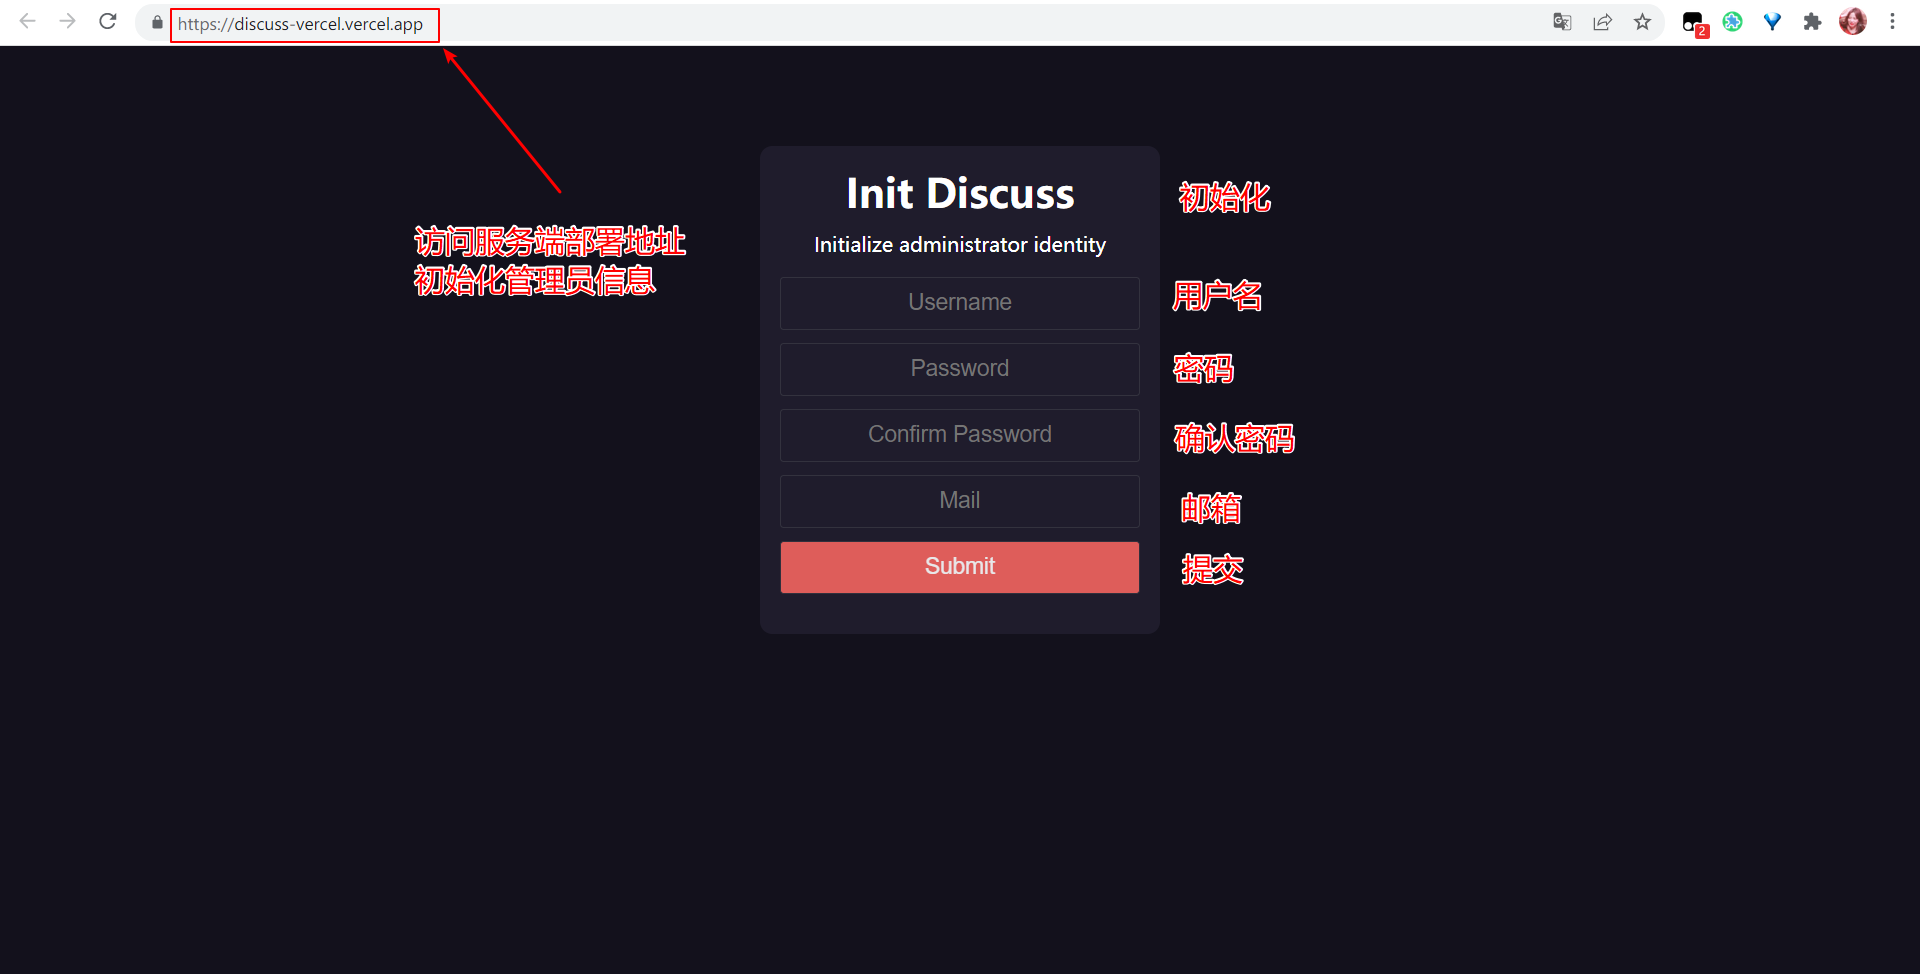 https://discuss-vercel.vercel.app
2
Init Discuss
初始化
Initialize administrator identity
访问服务端部署地址
初始化管理员信息
Username
用户名
Password
密码
Confirm Password
确认密码
Mail
邮箱
Submit
提交